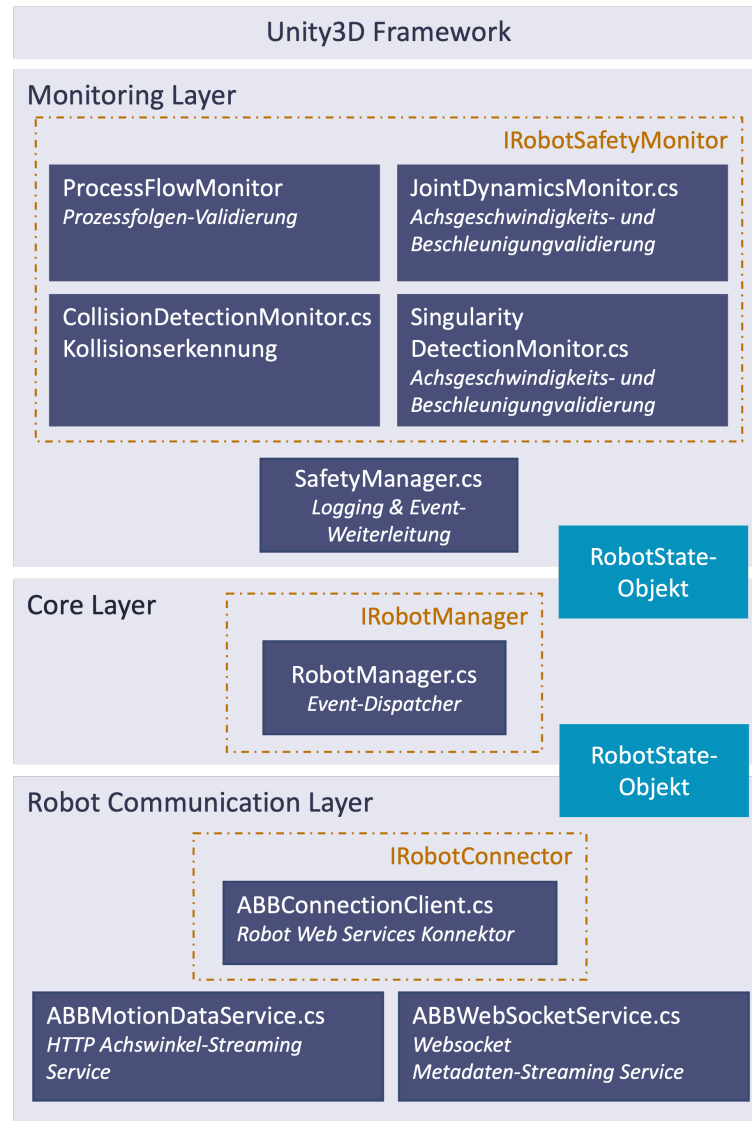 Unity3D Framework
Monitoring Layer
IRobotSafetyMonitor
ProcessFlowMonitor
Prozessfolgen-Validierung
JointDynamicsMonitor.cs
Achsgeschwindigkeits- und
Beschleunigungvalidierung
CollisionDetectionMonitor.cs
Kollisionserkennung
Singularity
DetectionMonitor.cs
Achsgeschwindigkeits- und
Beschleunigungvalidierung
SafetyManager.cs
Logging & Event-
Weiterleitung
RobotState-
Objekt
Core Layer
IRobotManager
RobotManager.cs
Event-Dispatcher
RobotState-
Objekt
Robot Communication Layer
IRobotConnector
ABBConnectionClient.cs
Robot Web Services Konnektor
ABBMotionDataService.cs
HTTP Achswinkel-Streaming
Service
ABBWebSocketService.cs
Websocket
Metadaten-Streaming Service